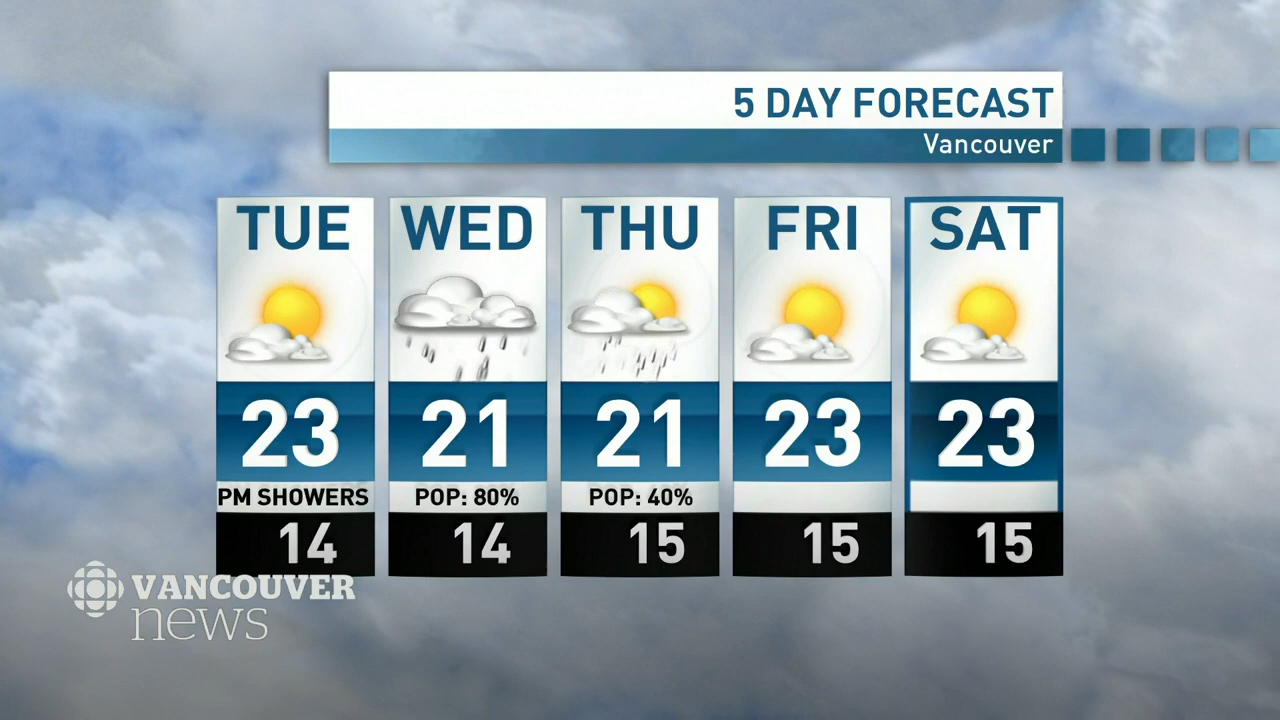 5 DAY FORECAST
Vancouver
TUE WED THU FRI SAT
23 21 21 23 23
PM SHOWERS POP: 80% POP: 40%
14 14 15 15 15
VANCOUVER
news